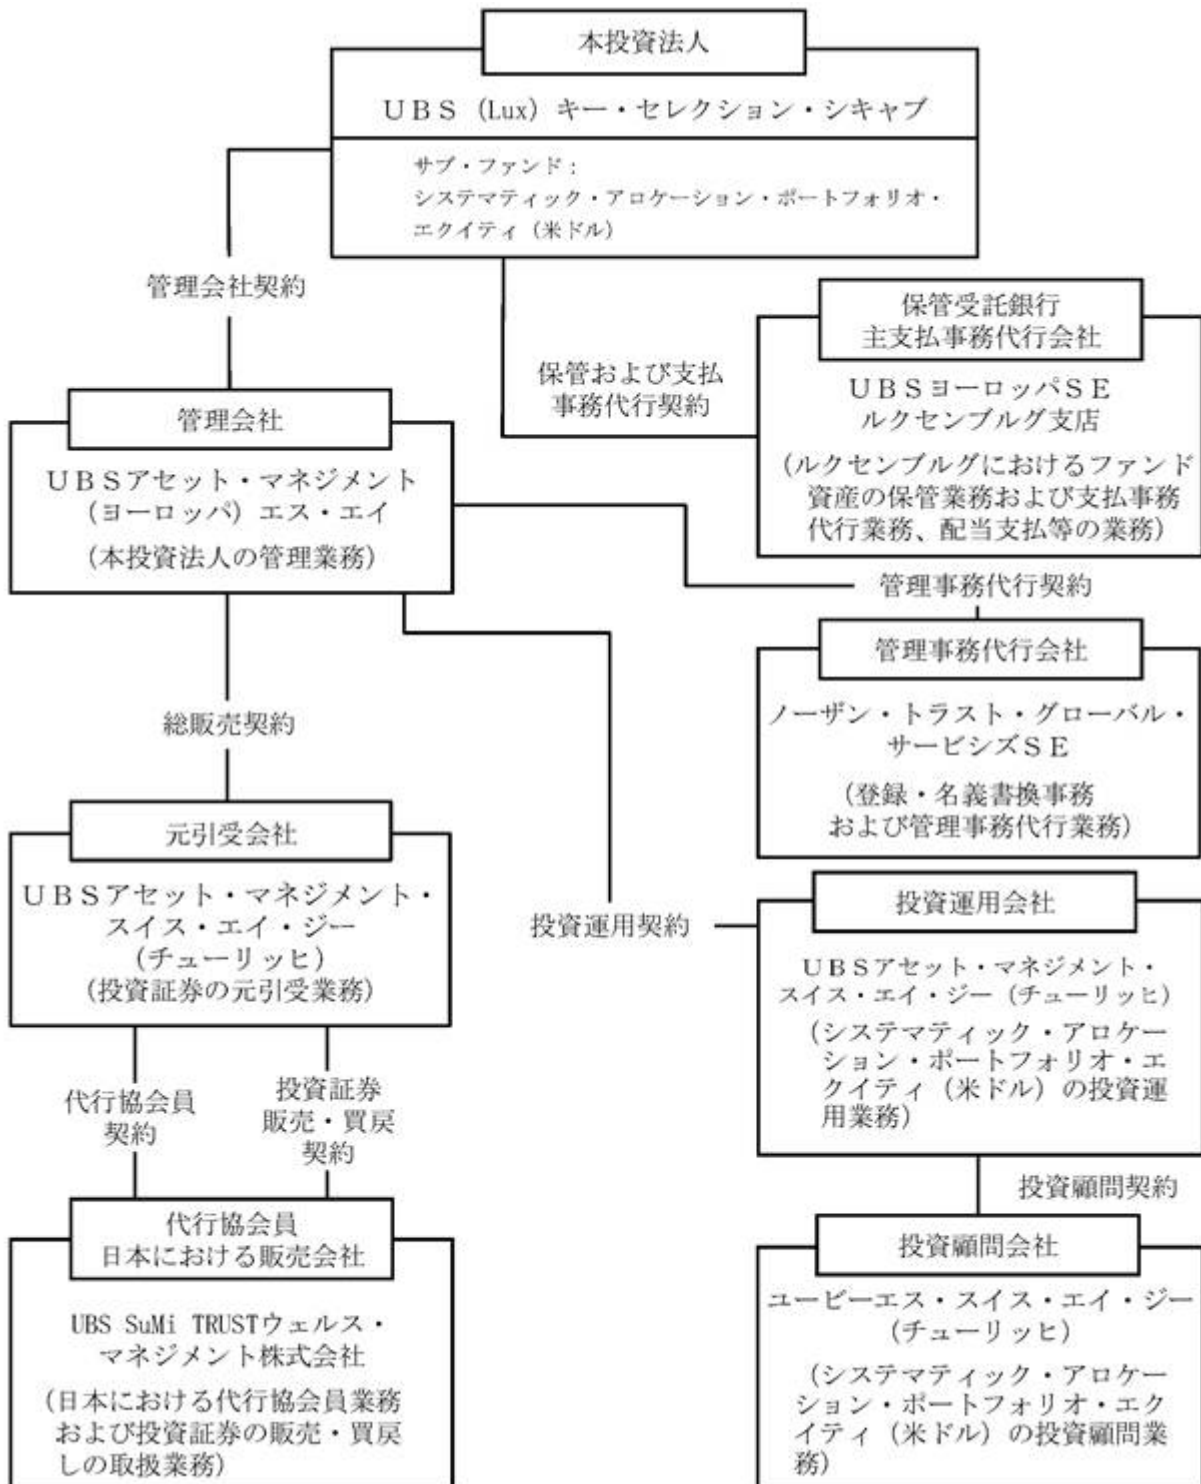 本投資法人
ＵＢＳ（Lux）キー・セレクション・シキャブ
サブ・ファンド：
システマティック・アロケーション・ポートフォリオ・
エクイティ（米ドル）
管理会社契約
保管および支払
事務代行契約
保管受託銀行
主支払事務代行会社
ＵＢＳヨーロッパＳＥ
ルクセンブルグ支店
（ルクセンブルグにおけるファンド
資産の保管業務および支払事務
代行業務、配当支払等の業務）
管理会社
ＵＢＳアセット・マネジメント
（ヨーロッパ）エス・エイ
（本投資法人の管理業務）
管理事務代行契約
管理事務代行会社
ノーザン・トラスト・グローバル・
サービシズＳＥ
（登録・名義書換事務
および管理事務代行業務）
総販売契約
元引受会社
ＵＢＳアセット・マネジメント・
スイス・エイ・ジー
（チューリッヒ）
（投資証券の元引受業務）
投資運用契約
投資運用会社
ＵＢＳアセット・マネジメント・
スイス・エイ・ジー（チューリッヒ）
（システマティック・アロケー
ション・ポートフォリオ・エ
クイティ（米ドル）の投資運
用業務）
代行協会員
契約
投資証券
販売・買戻
契約
投資顧問契約
代行協会員
日本における販売会社
UBS SuMi TRUSTウェルス・
マネジメント株式会社
（日本における代行協会員業務
および投資証券の販売・買戻
しの取扱業務）
投資顧問会社
ユービーエス・スイス・エイ・ジー
（チューリッヒ）
（システマティック・アロケー
ション・ポートフォリオ・エク
イティ（米ドル）の投資顧問業
務）